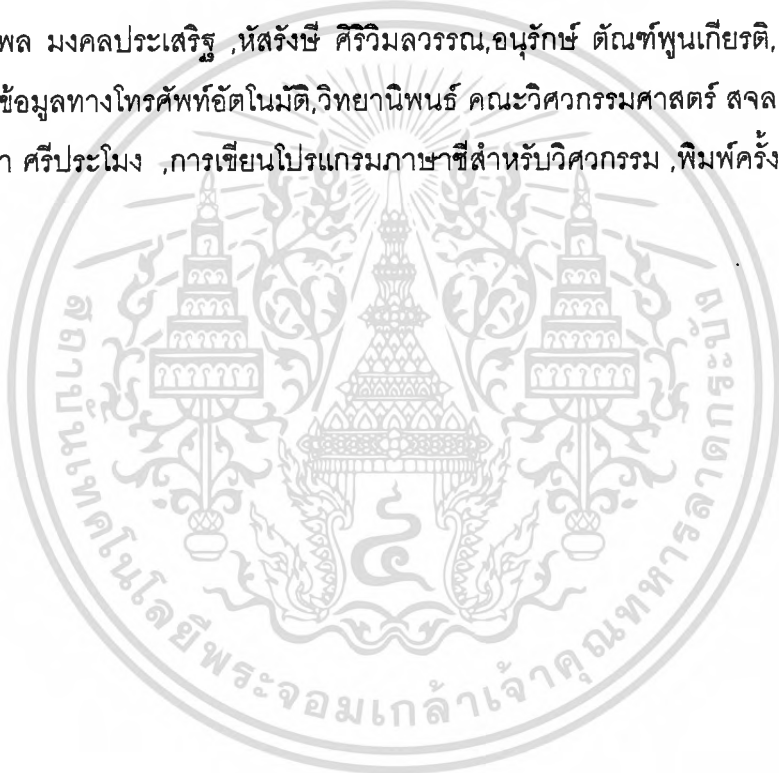 พล มงคลประเสริฐ ,หัสรังษี ศิริวิมลวรรณ,อนุรักษ์ ตัณฑ์พูนเกียรติ,
ข้อมูลทางโทรศัพท์อัตโนมัติ,วิทยานิพนธ์ คณะวิศวกรรมศาสตร์ สจล
า ศรีประโมง ,การเขียนโปรแกรมภาษาซีสำหรับวิศวกรรม ,พิมพ์ครั้ง
สถาบันเทคโนโลยีพระจอมเกล้าเจ้าคุณทหารลาดกระบัง